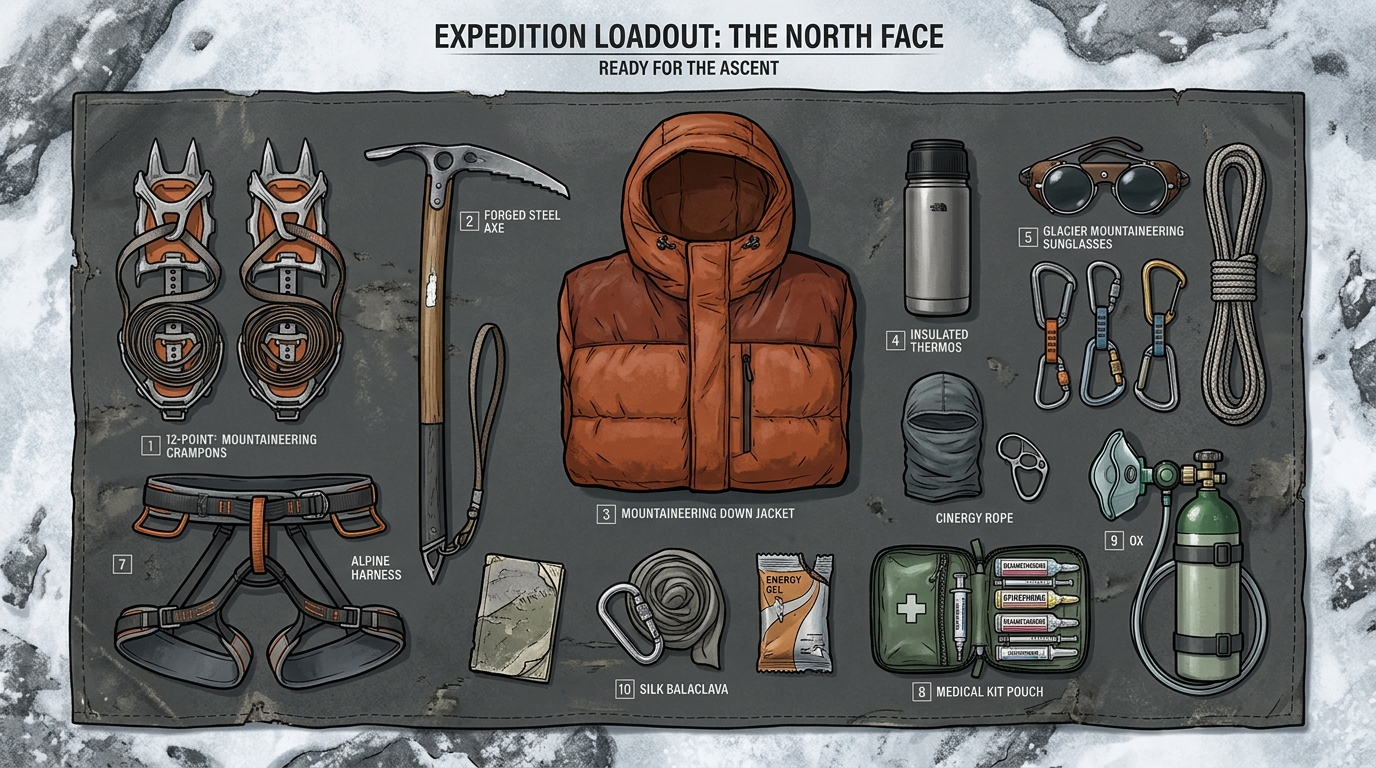 EXPEDITION LOADOUT: THE NORTH FACE
READY FOR THE ASCENT
2 FORGED STEEL
AXE
5 GLACIER MOUNTAINEERING
SUNGLASSES
4 INSULATED
THERMOS
1 12-POINT: MOUNTAINEERING
CRAMPONS
3 MOUNTAINEERING DOWN JACKET
CINERGY ROPE
9 OX
7
ALPINE
HARNESS
ENERGY
GEL
10 SILK BALACLAVA
8 MEDICAL KIT POUCH